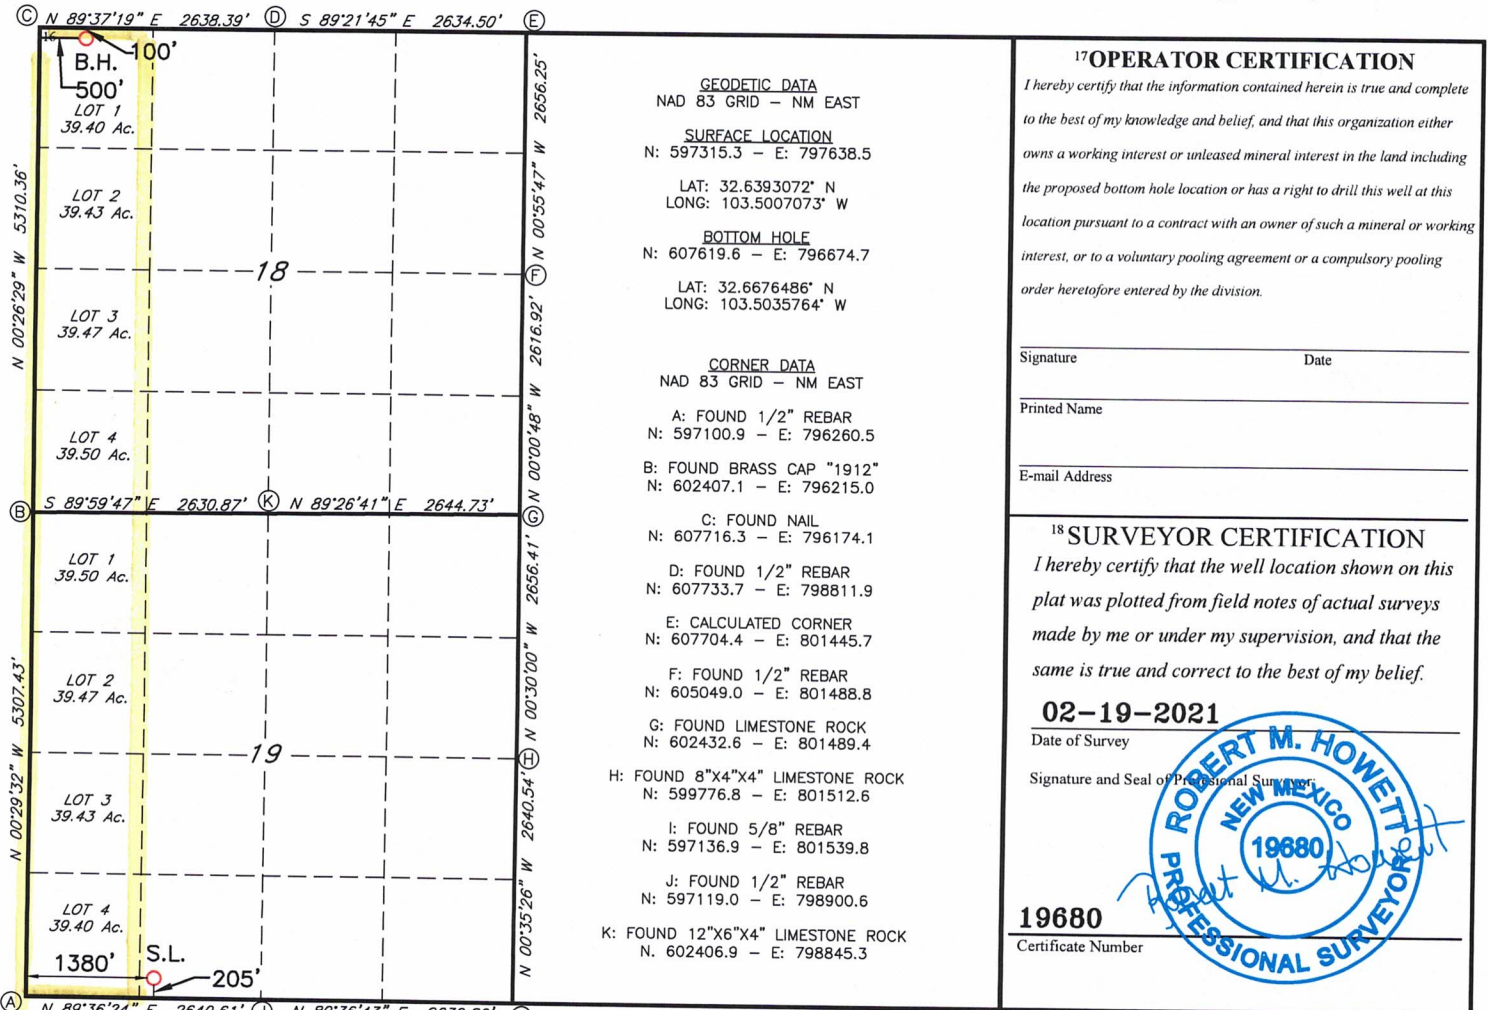 C N 89°37'19" E 2638.39' D S 89°21'45" E 2634.50' E
16
100'
B.H.
500'
LOT 1
39.40 Ac.
N 00°55'47" W 2656.25'
LOT 2
39.43 Ac.
N 00°26'29" W 5310.36'
18
F
LOT 3
39.47 Ac.
N 00°00'48" W 2616.92'
LOT 4
39.50 Ac.
B S 89°59'47" E 2630.87' K N 89°26'41" E 2644.73' G
LOT 1
39.50 Ac.
N 00°30'00" W 2656.41'
LOT 2
39.47 Ac.
N 00°29'32" W 5307.43'
19
H
LOT 3
39.43 Ac.
N 00°35'26" W 2640.54'
LOT 4
39.40 Ac.
S.L.
1380'
205'
A
GEODETIC DATA
NAD 83 GRID – NM EAST
SURFACE LOCATION
N: 597315.3 – E: 797638.5
LAT: 32.6393072° N
LONG: 103.5007073° W
BOTTOM HOLE
N: 607619.6 – E: 796674.7
LAT: 32.6676486° N
LONG: 103.5035764° W
CORNER DATA
NAD 83 GRID – NM EAST
A: FOUND 1/2" REBAR
N: 597100.9 – E: 796260.5
B: FOUND BRASS CAP "1912"
N: 602407.1 – E: 796215.0
C: FOUND NAIL
N: 607716.3 – E: 796174.1
D: FOUND 1/2" REBAR
N: 607733.7 – E: 798811.9
E: CALCULATED CORNER
N: 607704.4 – E: 801445.7
F: FOUND 1/2" REBAR
N: 605049.0 – E: 801488.8
G: FOUND LIMESTONE ROCK
N: 602432.6 – E: 801489.4
H: FOUND 8"X4"X4" LIMESTONE ROCK
N: 599776.8 – E: 801512.6
I: FOUND 5/8" REBAR
N: 597136.9 – E: 801539.8
J: FOUND 1/2" REBAR
N: 597119.0 – E: 798900.6
K: FOUND 12"X6"X4" LIMESTONE ROCK
N. 602406.9 – E: 798845.3
17 OPERATOR CERTIFICATION
I hereby certify that the information contained herein is true and complete
to the best of my knowledge and belief, and that this organization either
owns a working interest or unleased mineral interest in the land including
the proposed bottom hole location or has a right to drill this well at this
location pursuant to a contract with an owner of such a mineral or working
interest, or to a voluntary pooling agreement or a compulsory pooling
order heretofore entered by the division.
Signature Date
Printed Name
E-mail Address
18 SURVEYOR CERTIFICATION
I hereby certify that the well location shown on this
plat was plotted from field notes of actual surveys
made by me or under my supervision, and that the
same is true and correct to the best of my belief.
02-19-2021
Date of Survey
Signature and Seal of Professional Surveyor:
ROBERT M. HOWETT
NEW MEXICO
19680
PROFESSIONAL SURVEYOR
Robert M. Howett
19680
Certificate Number